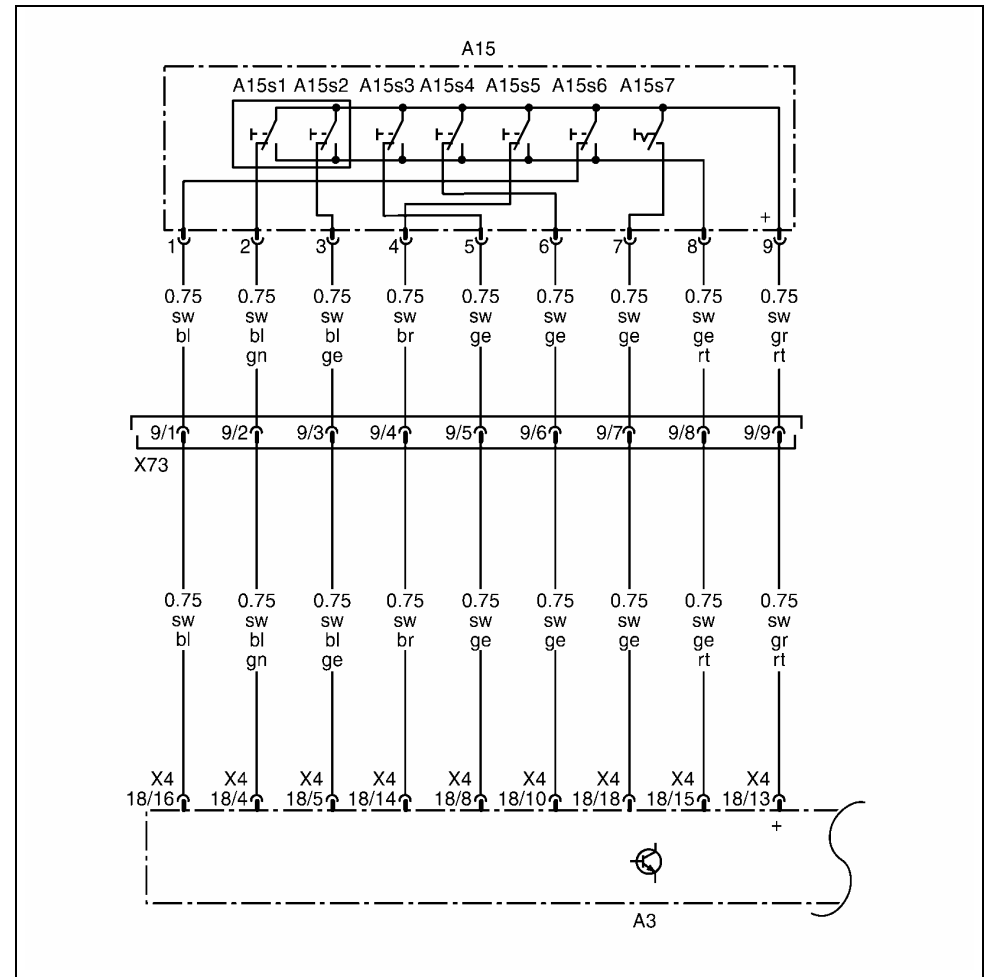 A15
A15s1 A15s2 A15s3 A15s4 A15s5 A15s6 A15s7
+
1 2 3 4 5 6 7 8 9
0.75 0.75 0.75 0.75 0.75 0.75 0.75 0.75 0.75
sw sw sw sw sw sw sw sw sw
bl bl bl br ge ge ge ge gr
gn ge rt rt
9/1 9/2 9/3 9/4 9/5 9/6 9/7 9/8 9/9
X73
0.75 0.75 0.75 0.75 0.75 0.75 0.75 0.75 0.75
sw sw sw sw sw sw sw sw sw
bl bl bl br ge ge ge ge gr
gn ge rt rt
X4 X4 X4 X4 X4 X4 X4 X4 X4
18/16 18/4 18/5 18/14 18/8 18/10 18/18 18/15 18/13
+
A3